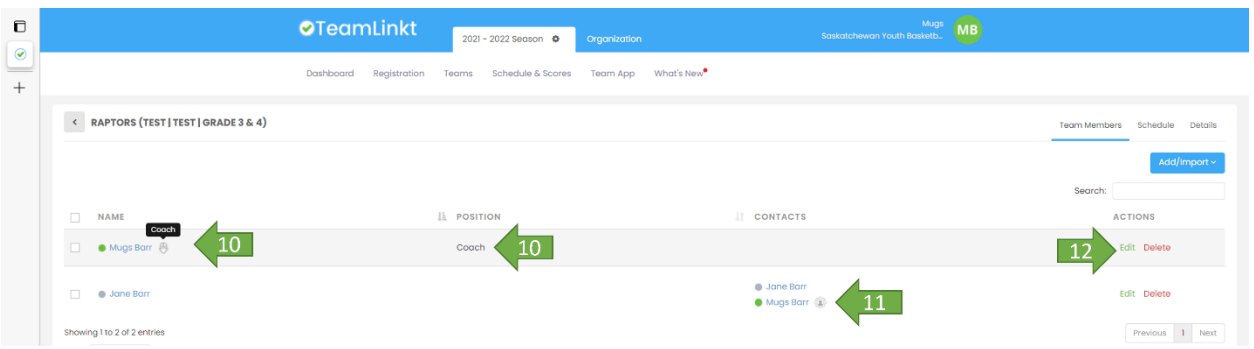 TeamLinkt
2021 - 2022 Season
Organization
Mugs
Saskatchewan Youth Basketb...
MB
Dashboard Registration Teams Schedule & Scores Team App What's New
< RAPTORS (TEST | TEST | GRADE 3 & 4)
Team Members Schedule Details
Add/Import
Search:
NAME POSITION CONTACTS ACTIONS
Coach
Mugs Barr 10 Coach 10 12 Edit Delete
Jane Barr Jane Barr Edit Delete
Mugs Barr 11
Showing 1 to 2 of 2 entries
Previous 1 Next